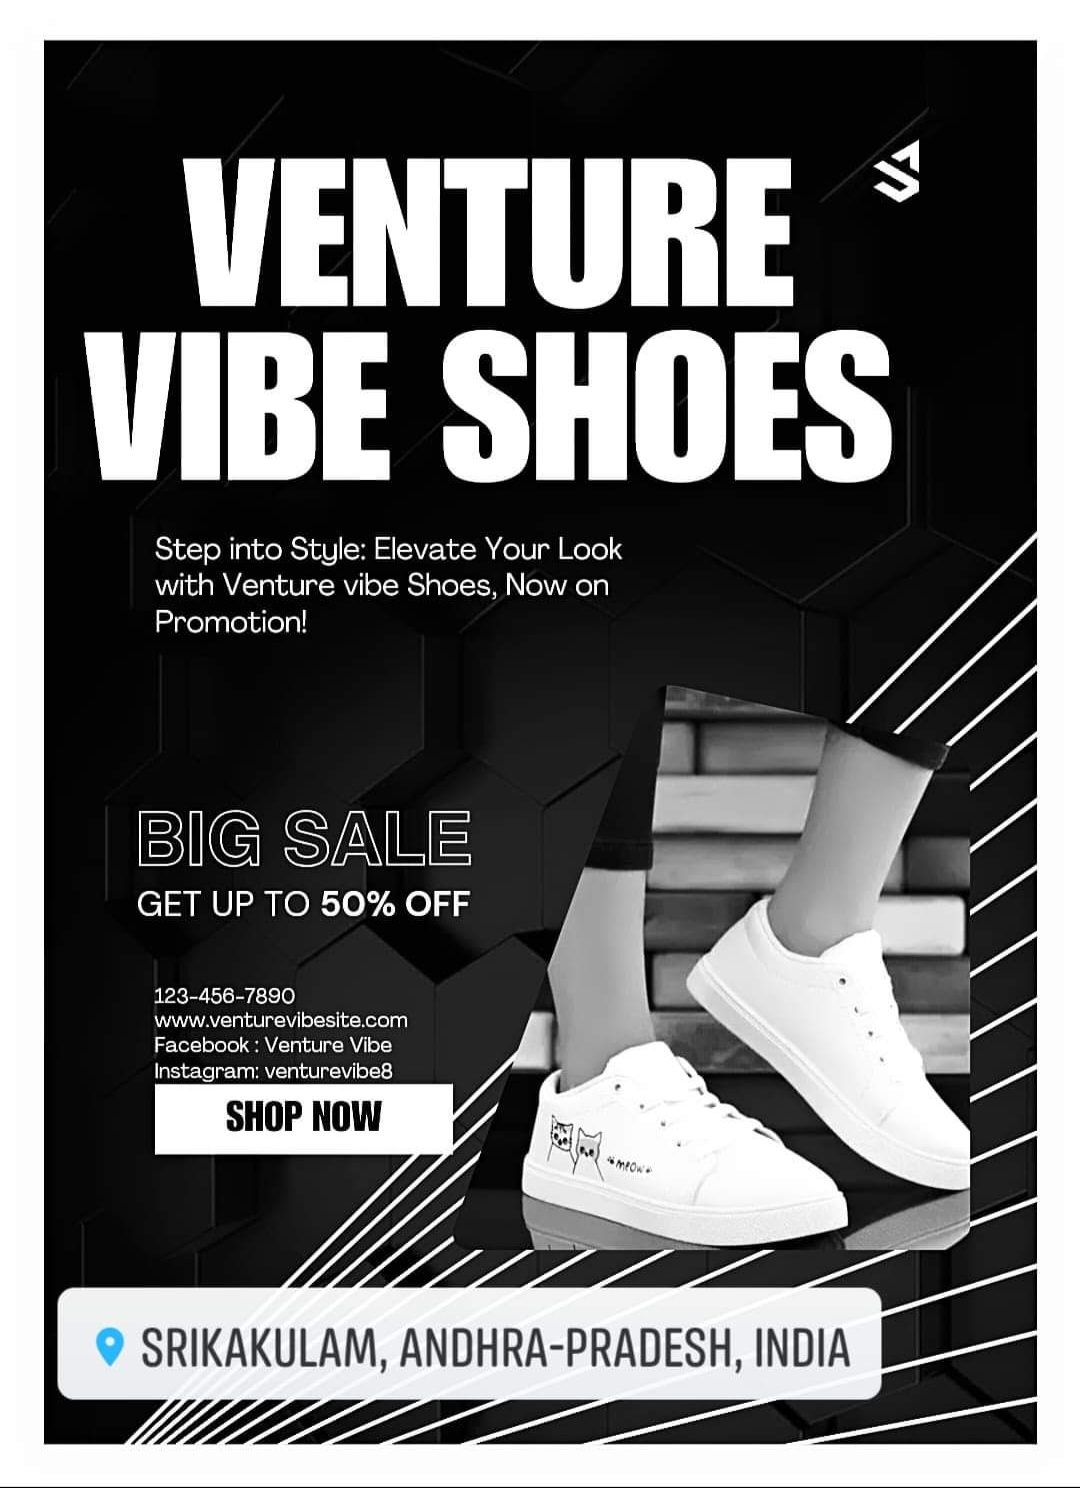 VENTURE
VIBE SHOES
Step into Style: Elevate Your Look
with Venture vibe Shoes, Now on
Promotion!
BIG SALE
GET UP TO 50% OFF
123-456-7890
www.venturevibesite.com
Facebook : Venture Vibe
Instagram: venturevibe8
SHOP NOW
meow
SRIKAKULAM, ANDHRA-PRADESH, INDIA